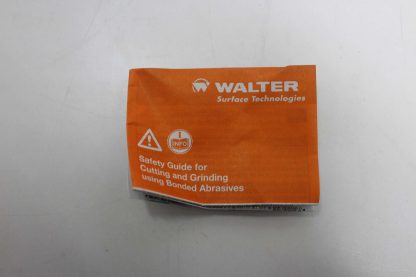 WALTER
Surface Technologies
i
INFO
Safety Guide for
Cutting and Grinding
using Bonded Abrasives